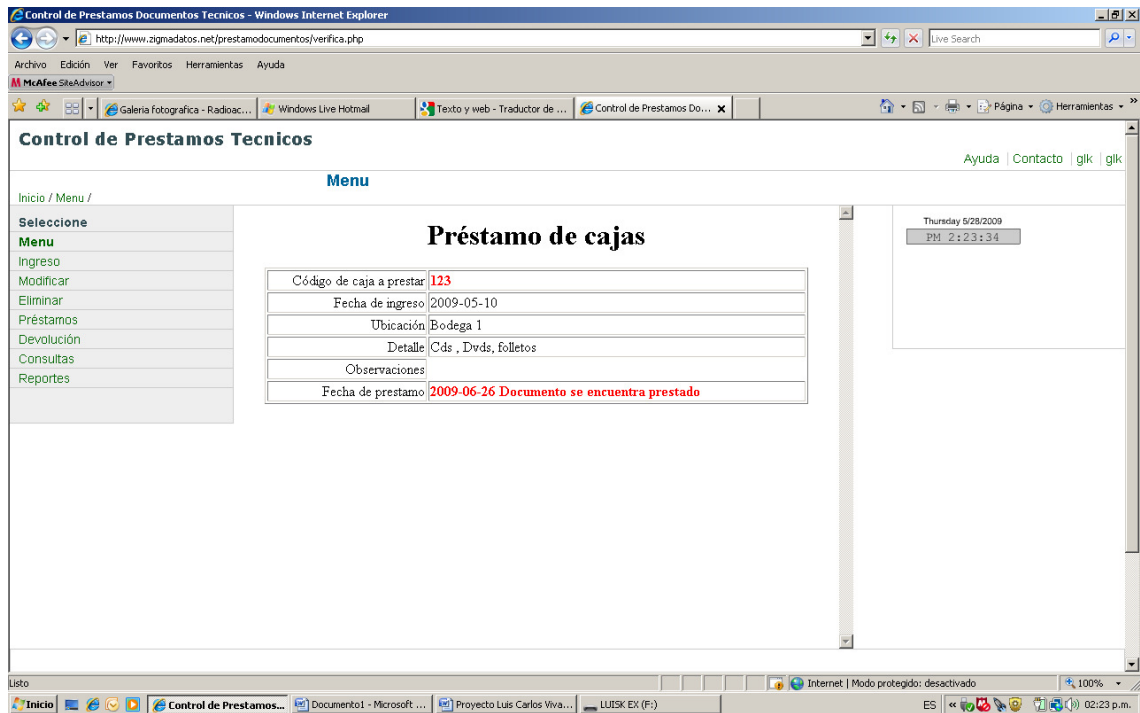 Control de Prestamos Documentos Tecnicos - Windows Internet Explorer
http://www.zigmadatos.net/prestamodocumentos/verifica.php
Live Search
Archivo Edición Ver Favoritos Herramientas Ayuda
McAfee SiteAdvisor
Galeria fotografica - Radioac... Windows Live Hotmail Texto y web - Traductor de ... Control de Prestamos Do... Página Herramientas
Control de Prestamos Tecnicos
Ayuda | Contacto | glk | glk
Menu
Inicio / Menu /
Seleccione
Menu
Ingreso
Modificar
Eliminar
Préstamos
Devolución
Consultas
Reportes
Préstamo de cajas
Código de caja a prestar 123
Fecha de ingreso 2009-05-10
Ubicación Bodega 1
Detalle Cds , Dvds, folletos
Observaciones
Fecha de prestamo 2009-06-26 Documento se encuentra prestado
Thursday 5/28/2009
PM 2:23:34
Listo
Internet | Modo protegido: desactivado
100%
Inicio Control de Prestamos... Documento1 - Microsoft ... Proyecto Luis Carlos Viva... LUISK EX (F:) ES 02:23 p.m.